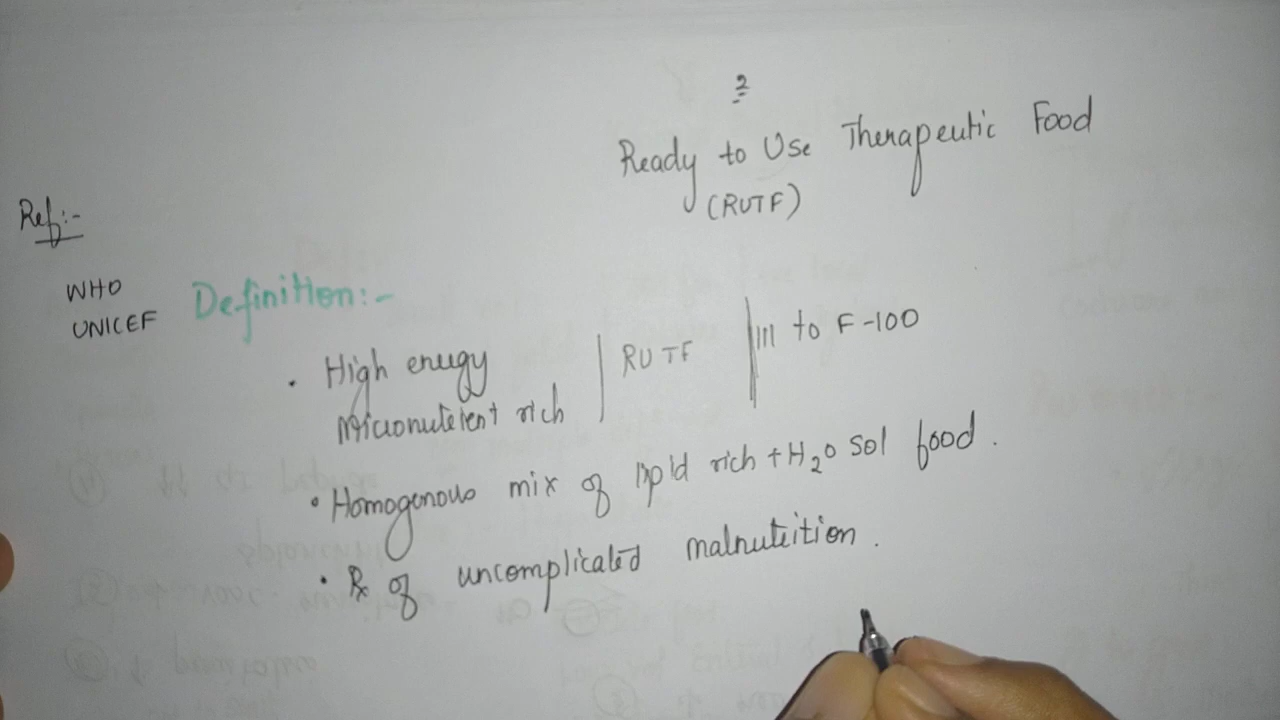 2
Ready to Use Therapeutic Food
(RUTF)
Ref:-
WHO
UNICEF
Definition:-
• High energy
Micronutrient rich
RUTF
lll to F-100
• Homogenous mix of lipid rich + H2O sol food.
• Rx of uncomplicated malnutrition.